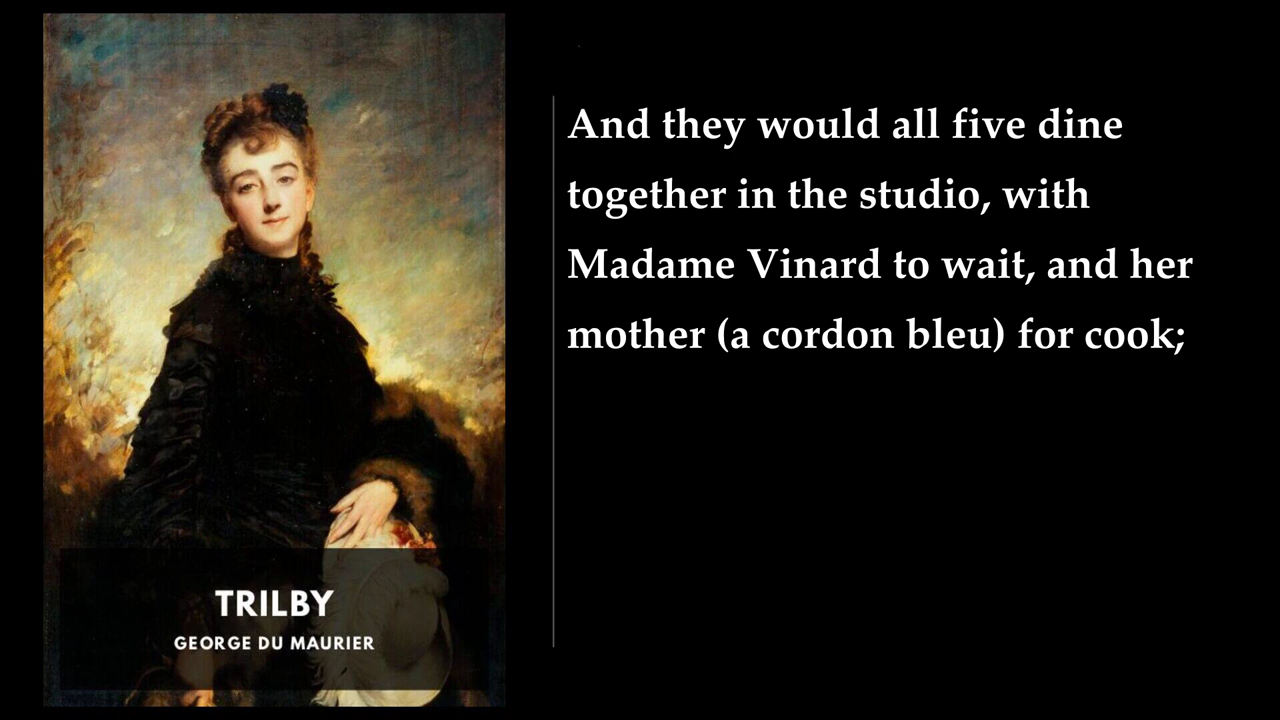 And they would all five dine
together in the studio, with
Madame Vinard to wait, and her
mother (a cordon bleu) for cook;
TRILBY
GEORGE DU MAURIER